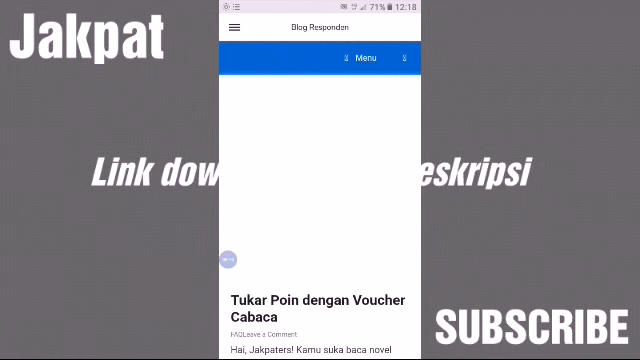 Jakpat
71% 12:18
Blog Responden
Menu
Link dow eskripsi
Tukar Poin dengan Voucher
Cabaca
FAQLeave a Comment
Hai, Jakpaters! Kamu suka baca novel
SUBSCRIBE